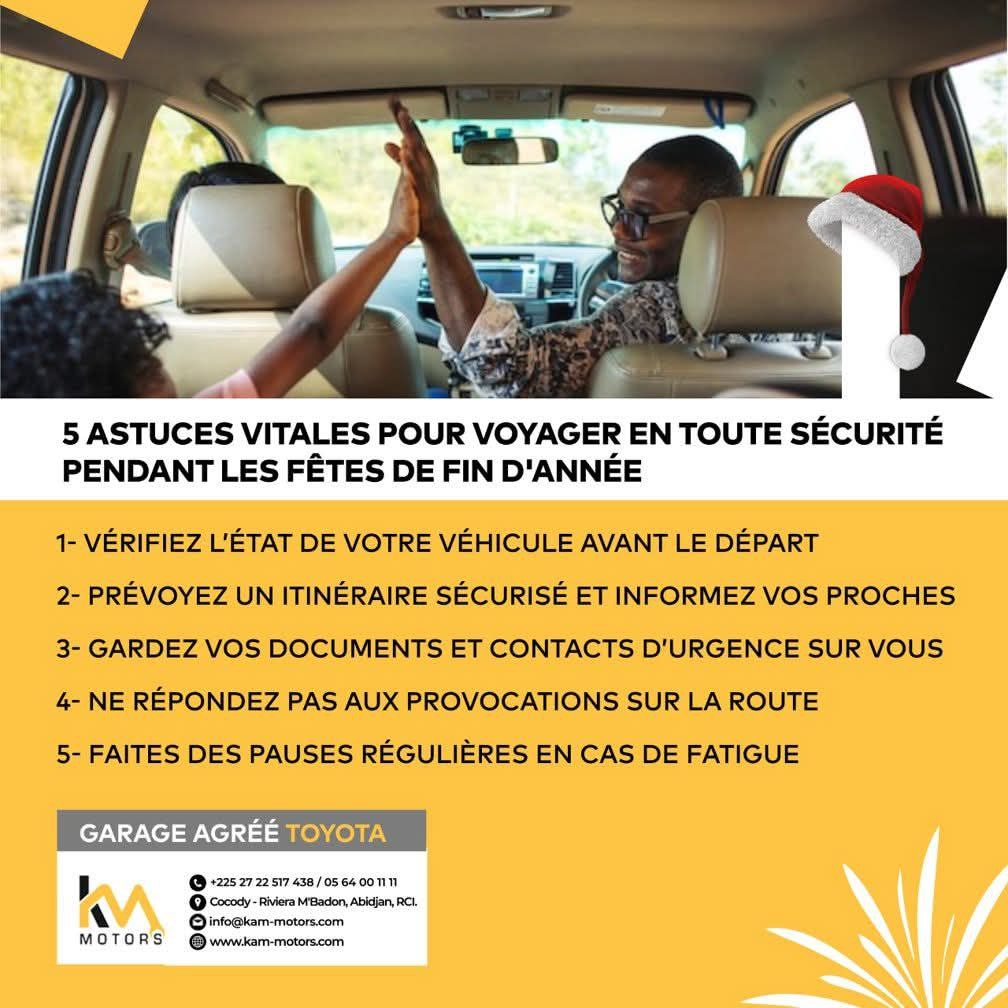 5 ASTUCES VITALES POUR VOYAGER EN TOUTE SÉCURITÉ
PENDANT LES FÊTES DE FIN D'ANNÉE
1- VÉRIFIEZ L'ÉTAT DE VOTRE VÉHICULE AVANT LE DÉPART
2- PRÉVOYEZ UN ITINÉRAIRE SÉCURISÉ ET INFORMEZ VOS PROCHES
3- GARDEZ VOS DOCUMENTS ET CONTACTS D'URGENCE SUR VOUS
4- NE RÉPONDEZ PAS AUX PROVOCATIONS SUR LA ROUTE
5- FAITES DES PAUSES RÉGULIÈRES EN CAS DE FATIGUE
GARAGE AGRÉÉ TOYOTA
KM
MOTORS
+225 27 22 517 438 / 05 64 00 11 11
Cocody - Riviera M'Badon, Abidjan, RCI.
info@kam-motors.com
www.kam-motors.com